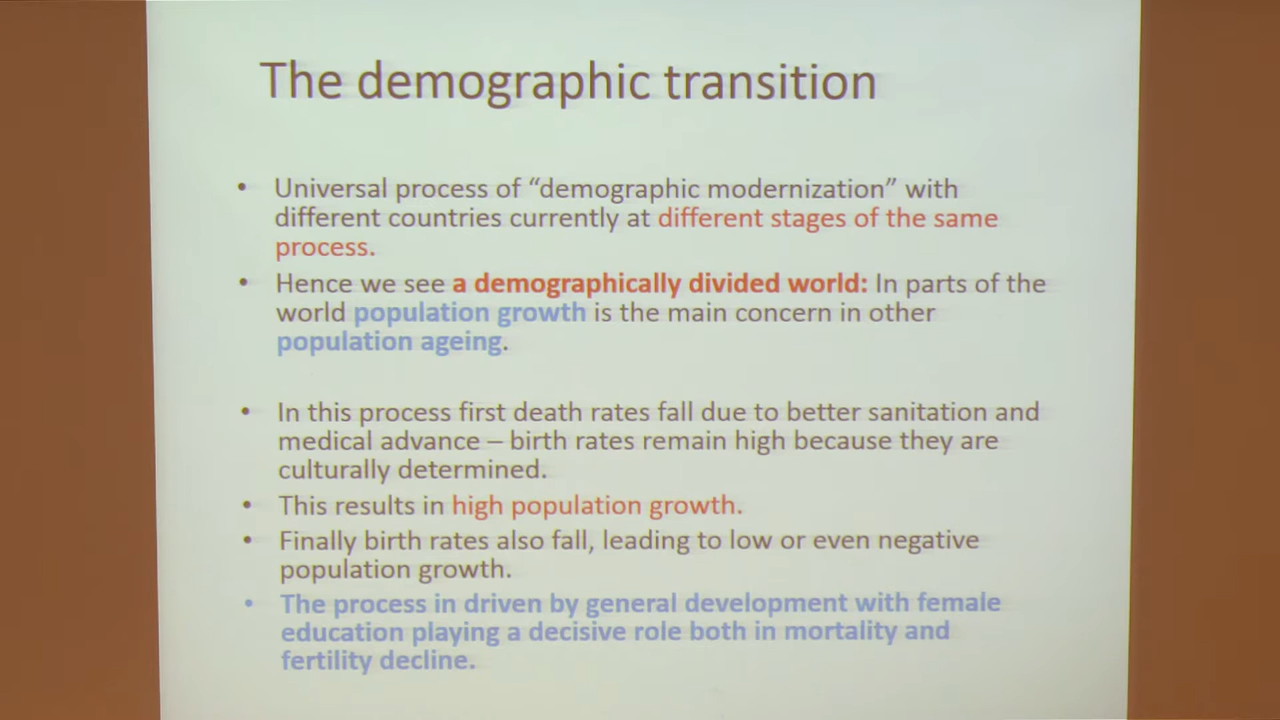 The demographic transition
• Universal process of “demographic modernization” with
different countries currently at different stages of the same
process.
• Hence we see a demographically divided world: In parts of the
world population growth is the main concern in other
population ageing.
• In this process first death rates fall due to better sanitation and
medical advance – birth rates remain high because they are
culturally determined.
• This results in high population growth.
• Finally birth rates also fall, leading to low or even negative
population growth.
• The process in driven by general development with female
education playing a decisive role both in mortality and
fertility decline.